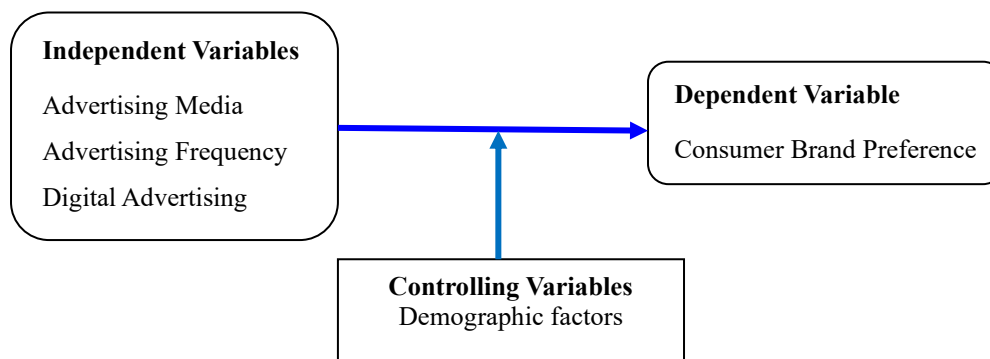 Independent Variables
Advertising Media
Advertising Frequency
Digital Advertising
Dependent Variable
Consumer Brand Preference
Controlling Variables
Demographic factors